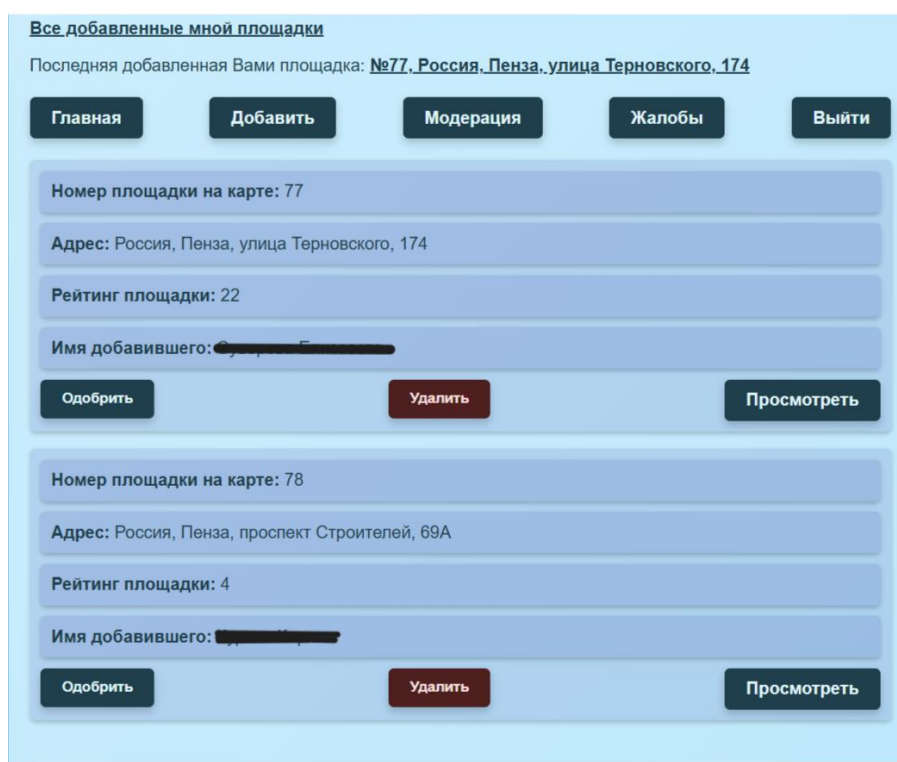 Все добавленные мной площадки
Последняя добавленная Вами площадка: №77, Россия, Пенза, улица Терновского, 174
Главная Добавить Модерация Жалобы Выйти
Номер площадки на карте: 77
Адрес: Россия, Пенза, улица Терновского, 174
Рейтинг площадки: 22
Имя добавившего:
Одобрить Удалить Просмотреть
Номер площадки на карте: 78
Адрес: Россия, Пенза, проспект Строителей, 69А
Рейтинг площадки: 4
Имя добавившего:
Одобрить Удалить Просмотреть